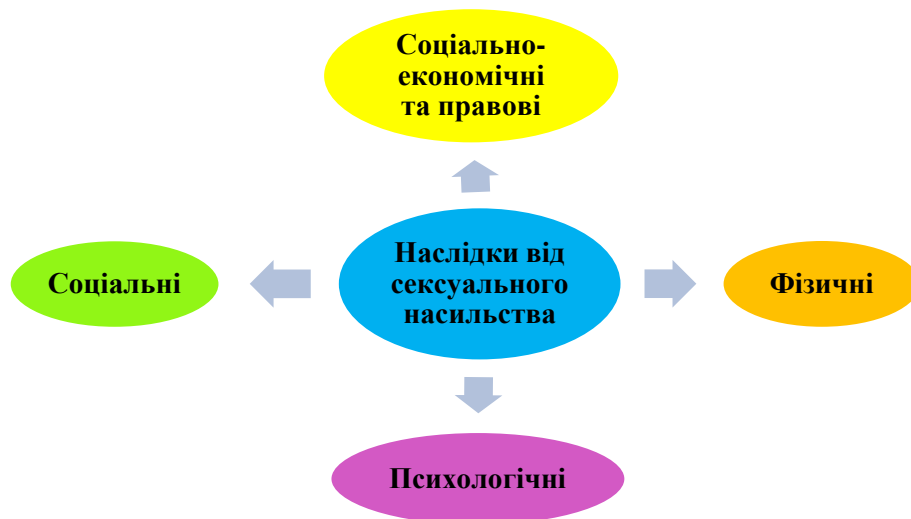 Соціально-
економічні
та правові
Соціальні
Наслідки від
сексуального
насильства
Фізичні
Психологічні